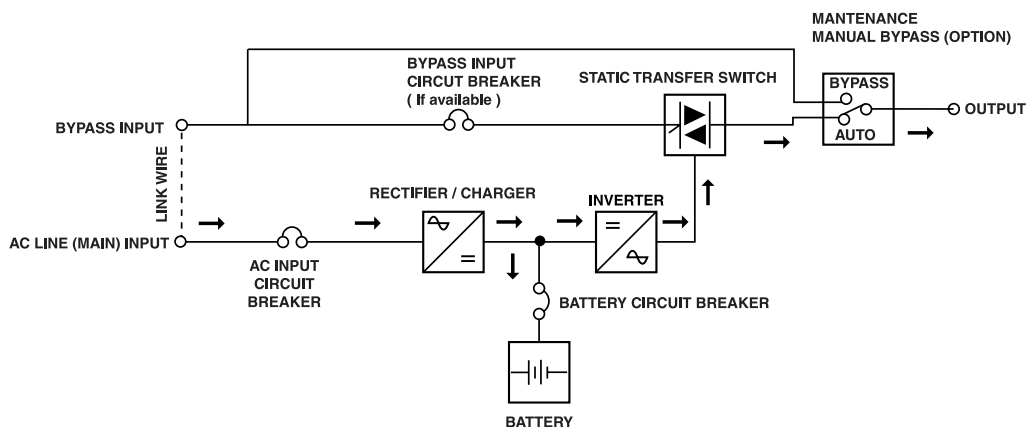 MANTENANCE
MANUAL BYPASS (OPTION)
BYPASS INPUT
CIRCUT BREAKER
( If available )
STATIC TRANSFER SWITCH
BYPASS
BYPASS INPUT
OUTPUT
AUTO
LINK WIRE
RECTIFIER / CHARGER
INVERTER
AC LINE (MAIN) INPUT
AC INPUT
CIRCUIT
BREAKER
BATTERY CIRCUIT BREAKER
BATTERY